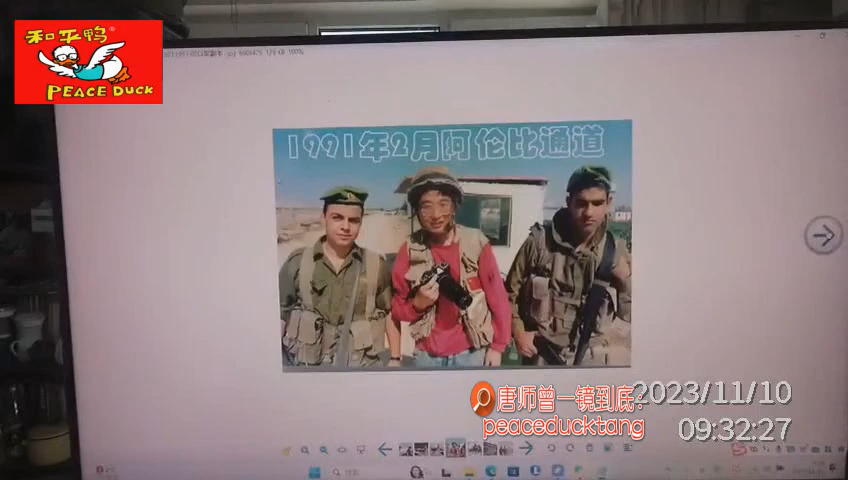 和平鸭®
PEACE DUCK
100%
1991年2月阿伦比通道
唐师曾一镜到底:
peaceducktang
2023/11/10
09:32:27